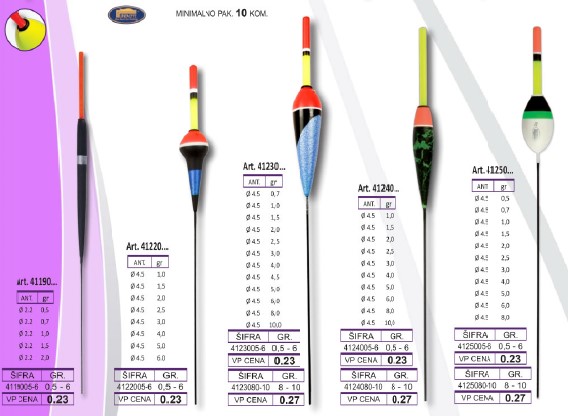 MINIMALNO PAK. 10 KOM.
Art. 41190...
ANT. gr
Ø 2.2 0,5
Ø 2.2 0,7
Ø 2.2 1,0
Ø 2.2 1,5
Ø 2.2 2,0
ŠIFRA GR.
4119005-6 0,5 - 6
VP CENA 0.23
Art. 41220...
ANT. gr
Ø 4.5 1,0
Ø 4.5 1,5
Ø 4.5 2,0
Ø 4.5 2,5
Ø 4.5 3,0
Ø 4.5 4,0
Ø 4.5 5,0
Ø 4.5 6,0
ŠIFRA GR.
4122005-6 0,5 - 6
VP CENA 0.23
Art. 41230...
ANT. gr
Ø 4.5 0,7
Ø 4.5 1,0
Ø 4.5 1,5
Ø 4.5 2,0
Ø 4.5 2,5
Ø 4.5 3,0
Ø 4.5 4,0
Ø 4.5 4,5
Ø 4.5 5,0
Ø 4.5 6,0
Ø 4.5 8,0
Ø 4.5 10,0
ŠIFRA GR.
4123005-6 0,5 - 6
VP CENA 0.23
4123080-10 8 - 10
VP CENA 0.27
Art. 41240...
ANT. gr
Ø 4.5 1,0
Ø 4.5 1,5
Ø 4.5 2,0
Ø 4.5 2,5
Ø 4.5 3,0
Ø 4.5 4,0
Ø 4.5 5,0
Ø 4.5 6,0
Ø 4.5 8,0
Ø 4.5 10,0
ŠIFRA GR.
4124005-6 0,5 - 6
VP CENA 0.23
4124080-10 8 - 10
VP CENA 0.27
Art. 41250...
ANT. gr
Ø 4.5 0,5
Ø 4.5 0,7
Ø 4.5 1,0
Ø 4.5 1,5
Ø 4.5 2,0
Ø 4.5 2,5
Ø 4.5 3,0
Ø 4.5 4,0
Ø 4.5 5,0
Ø 4.5 6,0
Ø 4.5 8,0
ŠIFRA GR.
4125005-6 0,5 - 6
VP CENA 0.23
4125080-10 8 - 10
VP CENA 0.27